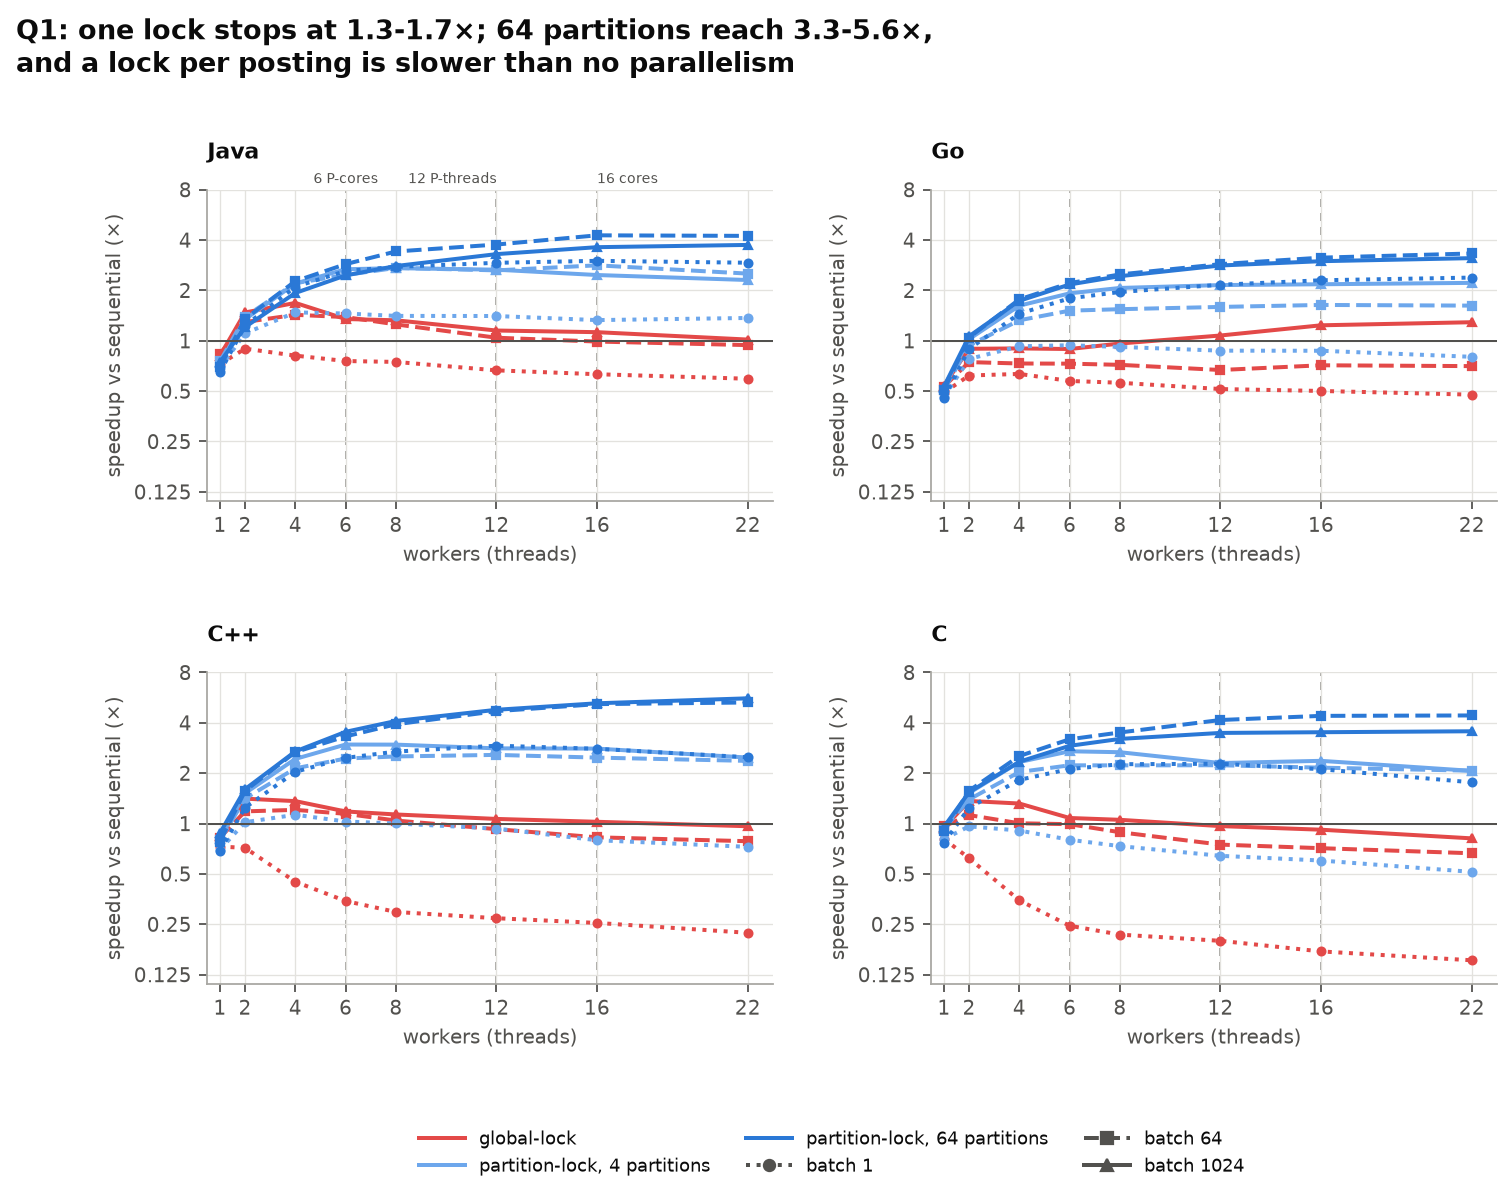 Q1: one lock stops at 1.3-1.7×; 64 partitions reach 3.3-5.6×,
and a lock per posting is slower than no parallelism
Java
6 P-cores 12 P-threads 16 cores
speedup vs sequential (×)
8
4
2
1
0.5
0.25
0.125
1 2 4 6 8 12 16 22
workers (threads)
Go
speedup vs sequential (×)
8
4
2
1
0.5
0.25
0.125
1 2 4 6 8 12 16 22
workers (threads)
C++
speedup vs sequential (×)
8
4
2
1
0.5
0.25
0.125
1 2 4 6 8 12 16 22
workers (threads)
C
speedup vs sequential (×)
8
4
2
1
0.5
0.25
0.125
1 2 4 6 8 12 16 22
workers (threads)
global-lock
partition-lock, 4 partitions
partition-lock, 64 partitions
batch 1
batch 64
batch 1024